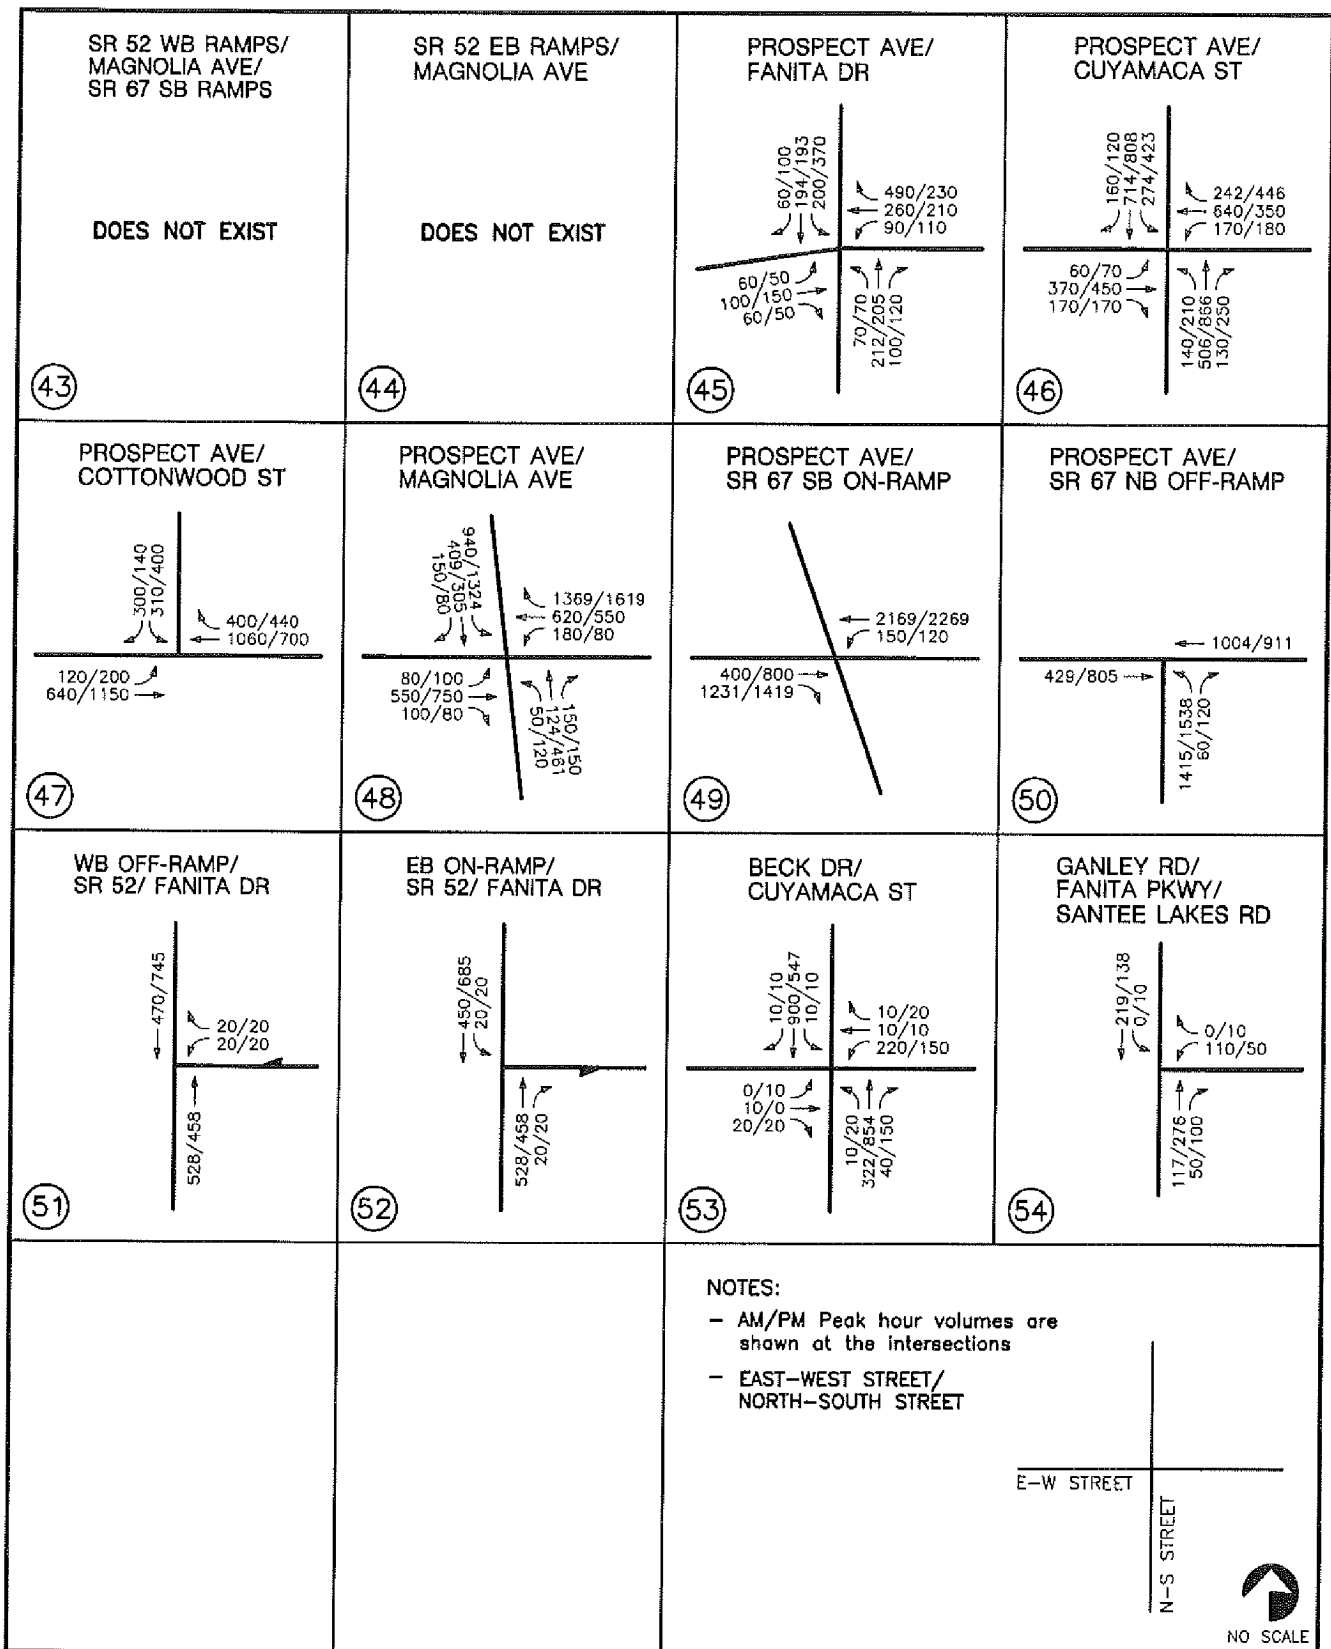 SR 52 WB RAMPS/
MAGNOLIA AVE/
SR 67 SB RAMPS
DOES NOT EXIST
43
SR 52 EB RAMPS/
MAGNOLIA AVE
DOES NOT EXIST
44
PROSPECT AVE/
FANITA DR
60/100
194/193
200/370
490/230
260/210
90/110
60/50
100/150
60/50
70/70
212/205
100/120
45
PROSPECT AVE/
CUYAMACA ST
160/120
714/808
274/423
242/446
640/350
170/180
60/70
370/450
170/170
140/210
506/866
130/250
46
PROSPECT AVE/
COTTONWOOD ST
300/140
310/400
400/440
1060/700
120/200
640/1150
47
PROSPECT AVE/
MAGNOLIA AVE
940/1324
409/305
150/80
1369/1619
620/550
180/80
80/100
550/750
100/80
50/120
124/461
150/150
48
PROSPECT AVE/
SR 67 SB ON-RAMP
2169/2269
150/120
400/800
1231/1419
49
PROSPECT AVE/
SR 67 NB OFF-RAMP
1004/911
429/805
1415/1538
60/120
50
WB OFF-RAMP/
SR 52/ FANITA DR
470/745
20/20
20/20
528/458
51
EB ON-RAMP/
SR 52/ FANITA DR
450/685
20/20
528/458
20/20
52
BECK DR/
CUYAMACA ST
10/10
900/547
10/10
10/20
10/10
220/150
0/10
10/0
20/20
10/20
322/854
40/150
53
GANLEY RD/
FANITA PKWY/
SANTEE LAKES RD
219/138
0/10
0/10
110/50
117/276
50/100
54
NOTES:
- AM/PM Peak hour volumes are
shown at the intersections
- EAST-WEST STREET/
NORTH-SOUTH STREET
E-W STREET
N-S STREET
NO SCALE